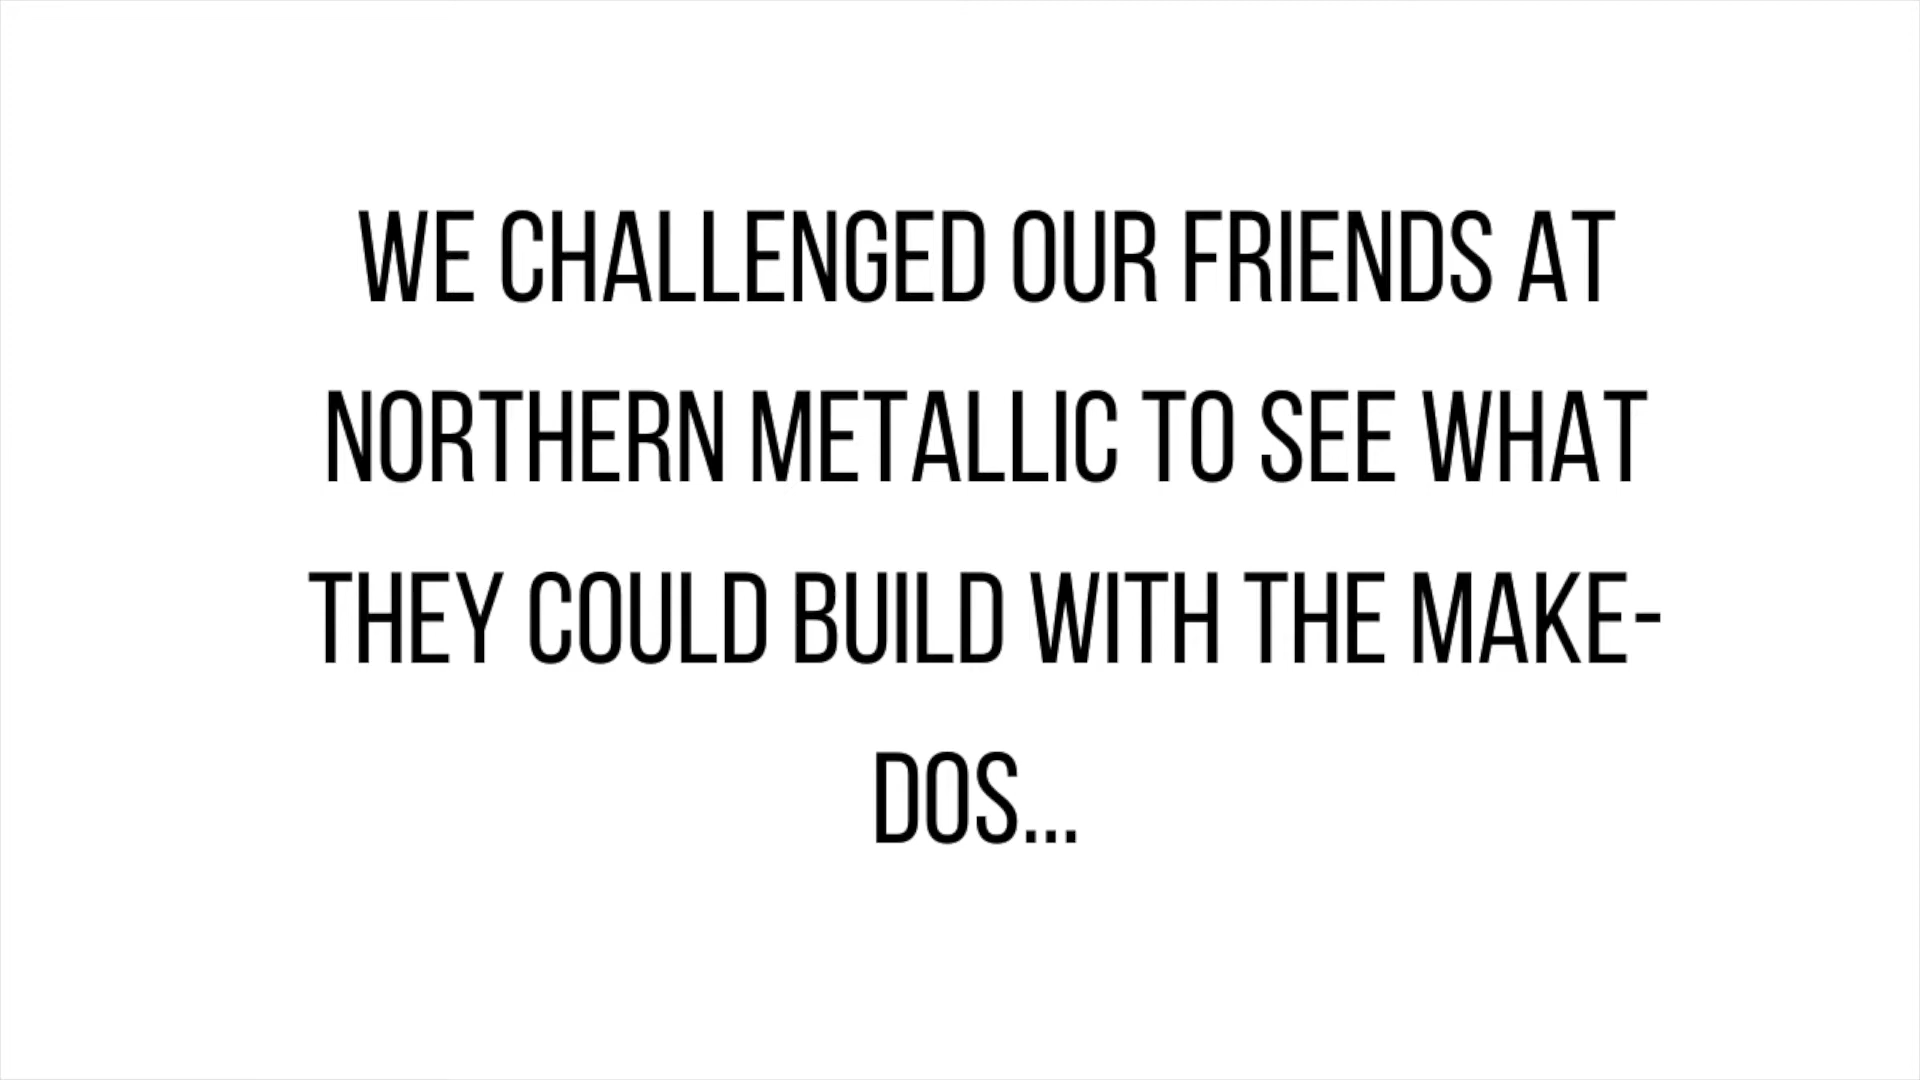 WE CHALLENGED OUR FRIENDS AT
NORTHERN METALLIC TO SEE WHAT
THEY COULD BUILD WITH THE MAKE-
DOS...